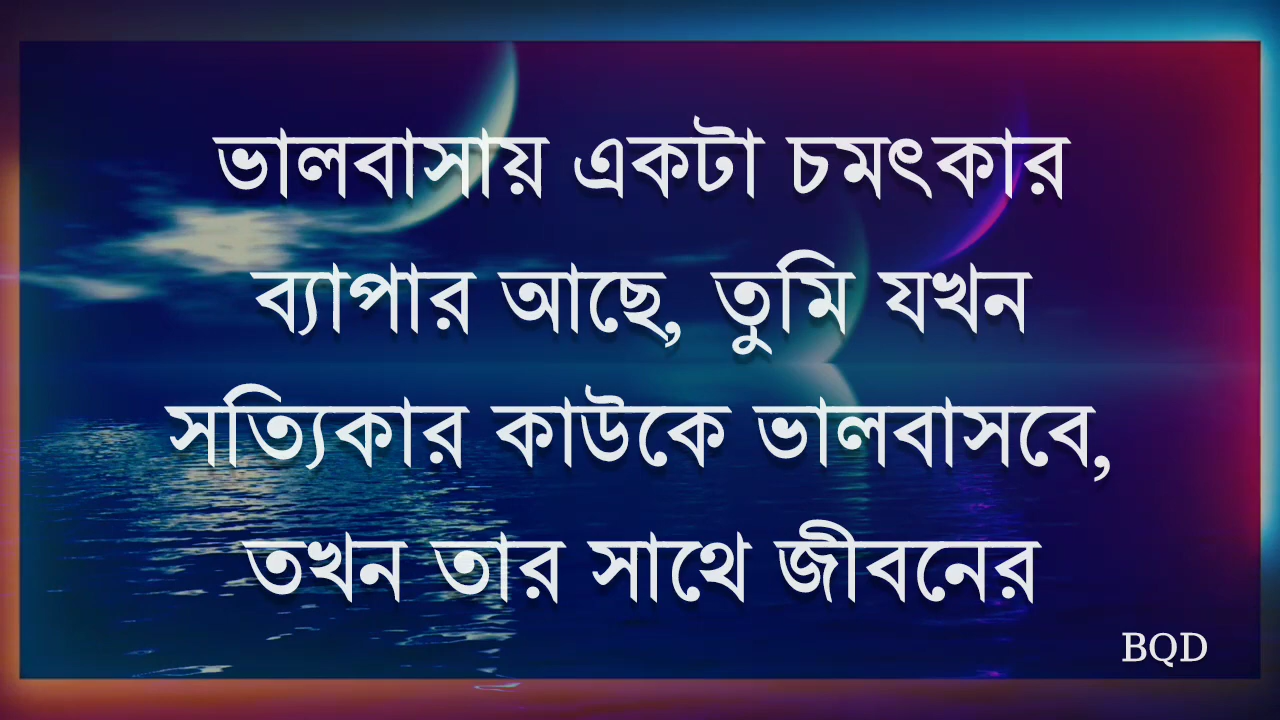 ভালবাসায় একটা চমৎকার
ব্যাপার আছে, তুমি যখন
সত্যিকার কাউকে ভালবাসবে,
তখন তার সাথে জীবনের
BQD